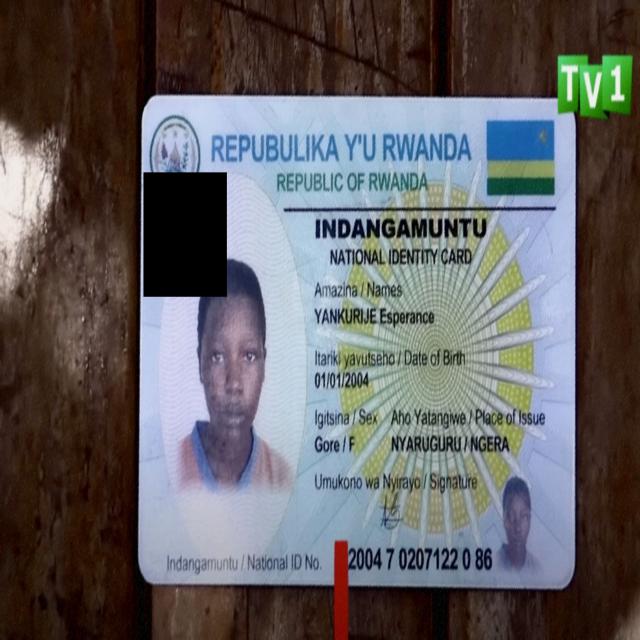 TV1
REPUBULIKA Y'U RWANDA
REPUBLIC OF RWANDA
INDANGAMUNTU
NATIONAL IDENTITY CARD
Amazina / Names
YANKURIJE Esperance
Itariki yavutseho / Date of Birth
01/01/2004
Igitsina / Sex Aho Yatangiwe / Place of Issue
Gore / F NYARUGURU / NGERA
Umukono wa Nyirayo / Signature
Indangamuntu / National ID No. 2004 7 0207122 0 86